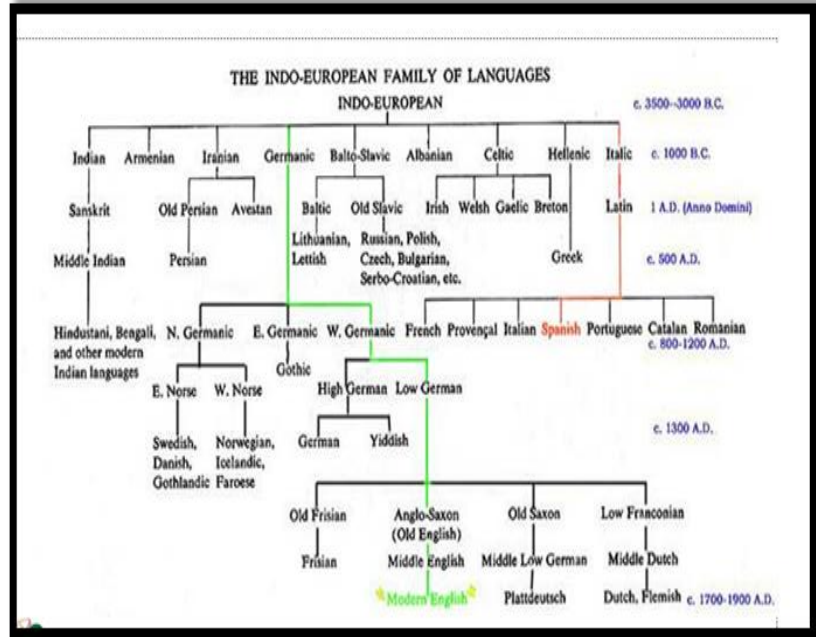 THE INDO-EUROPEAN FAMILY OF LANGUAGES
INDO-EUROPEAN
c. 3500-3000 B.C.
Indian Armenian Iranian Germanic Balto-Slavic Albanian Celtic Hellenic Italic c. 1000 B.C.
Sanskrit Old Persian Avestan Baltic Old Slavic Irish Welsh Gaelic Breton Latin 1 A.D. (Anno Domini)
Lithuanian, Russian, Polish,
Lettish Czech, Bulgarian,
Serbo-Croatian, etc.
Middle Indian Persian Greek c. 500 A.D.
Hindustani, Bengali,
and other modern
Indian languages
N. Germanic E. Germanic W. Germanic French Provençal Italian Spanish Portuguese Catalan Romanian
c. 800-1200 A.D.
Gothic
E. Norse W. Norse High German Low German
c. 1300 A.D.
Swedish,
Danish,
Gothlandic
Norwegian,
Icelandic,
Faroese
German Yiddish
Old Frisian Anglo-Saxon Old Saxon Low Franconian
(Old English)
Frisian Middle English Middle Low German Middle Dutch
*Modern English* Plattdeutsch Dutch, Flemish c. 1700-1900 A.D.